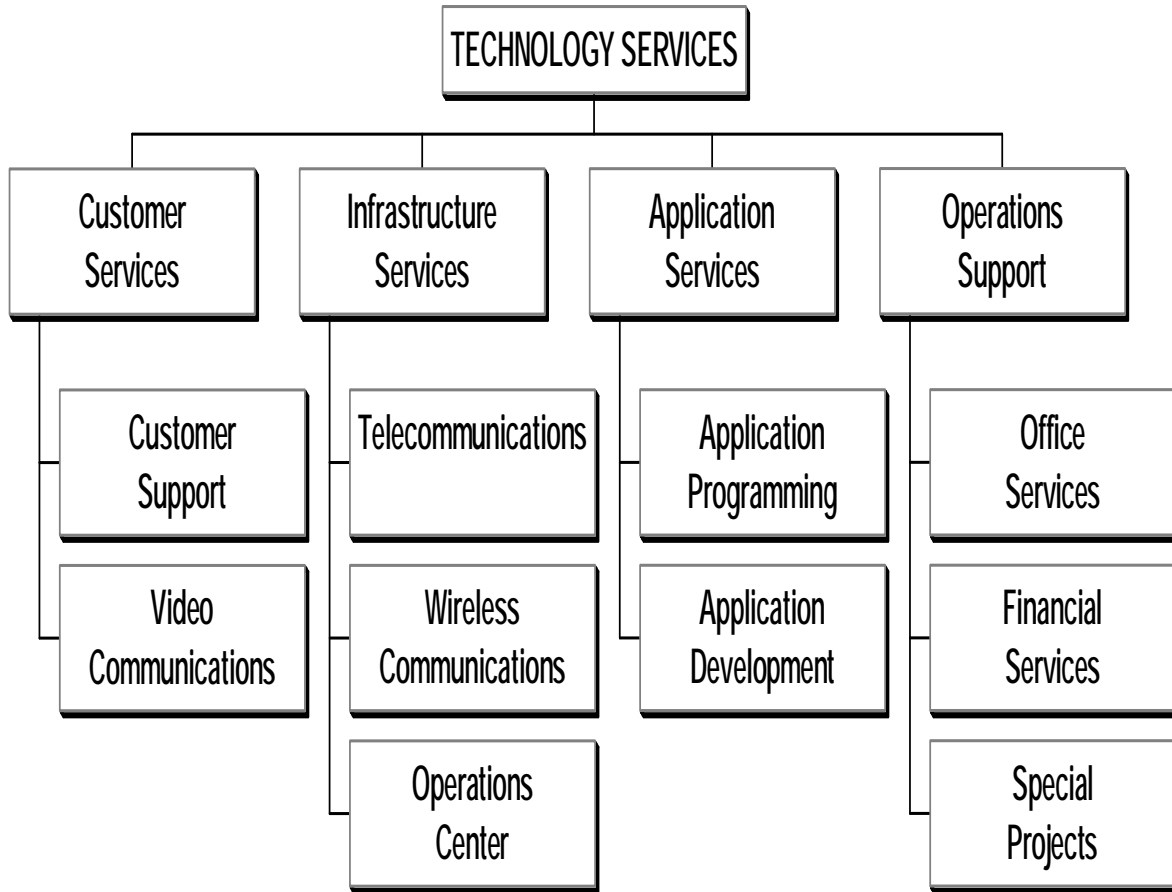 TECHNOLOGY SERVICES
Customer
Services
Infrastructure
Services
Application
Services
Operations
Support
Customer
Support
Telecommunications
Application
Programming
Office
Services
Video
Communications
Wireless
Communications
Application
Development
Financial
Services
Operations
Center
Special
Projects